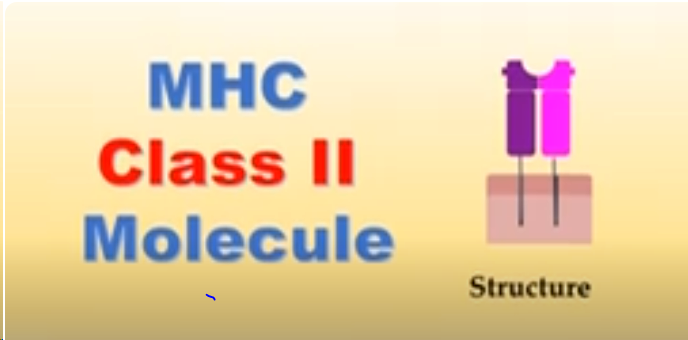 MHC
Class II
Molecule
Structure